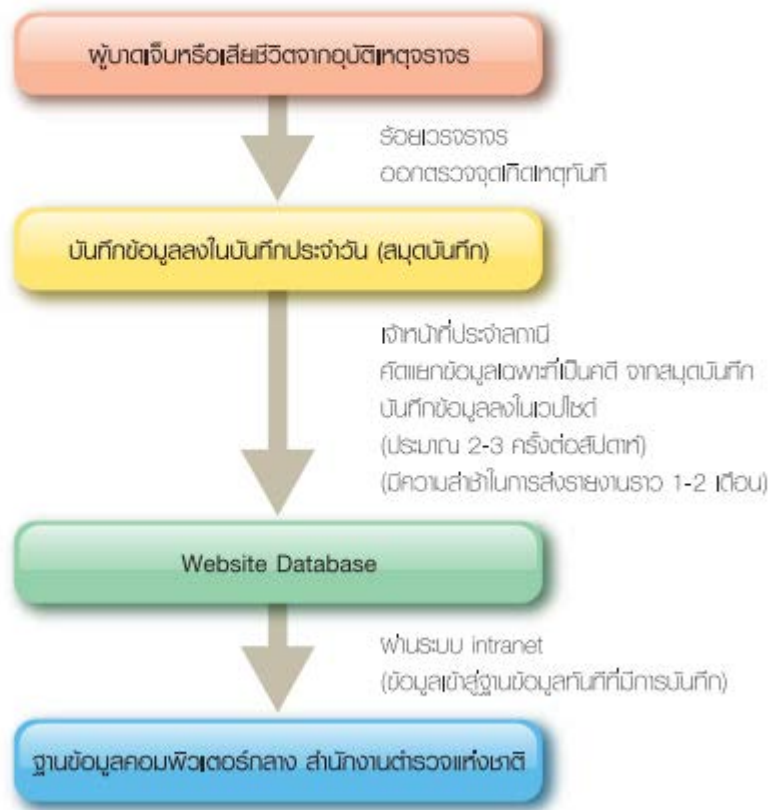 ผู้บาดเจ็บหรือเสียชีวิตจากอุบัติเหตุจราจร
ร้อยเวรจราจร
ออกตรวจจุดเกิดเหตุทันที
บันทึกข้อมูลลงในบันทึกประจำวัน (สมุดบันทึก)
เจ้าหน้าที่ประจำสถานี
คัดแยกข้อมูลเฉพาะที่เป็นคดี จากสมุดบันทึก
บันทึกข้อมูลลงในเวปไซด์
(ประมาณ 2-3 ครั้งต่อสัปดาห์)
(มีความล่าช้าในการส่งรายงานราว 1-2 เดือน)
Website Database
ผ่านระบบ intranet
(ข้อมูลเข้าสู่ฐานข้อมูลทันทีที่มีการบันทึก)
ฐานข้อมูลคอมพิวเตอร์กลาง สำนักงานตำรวจแห่งชาติ